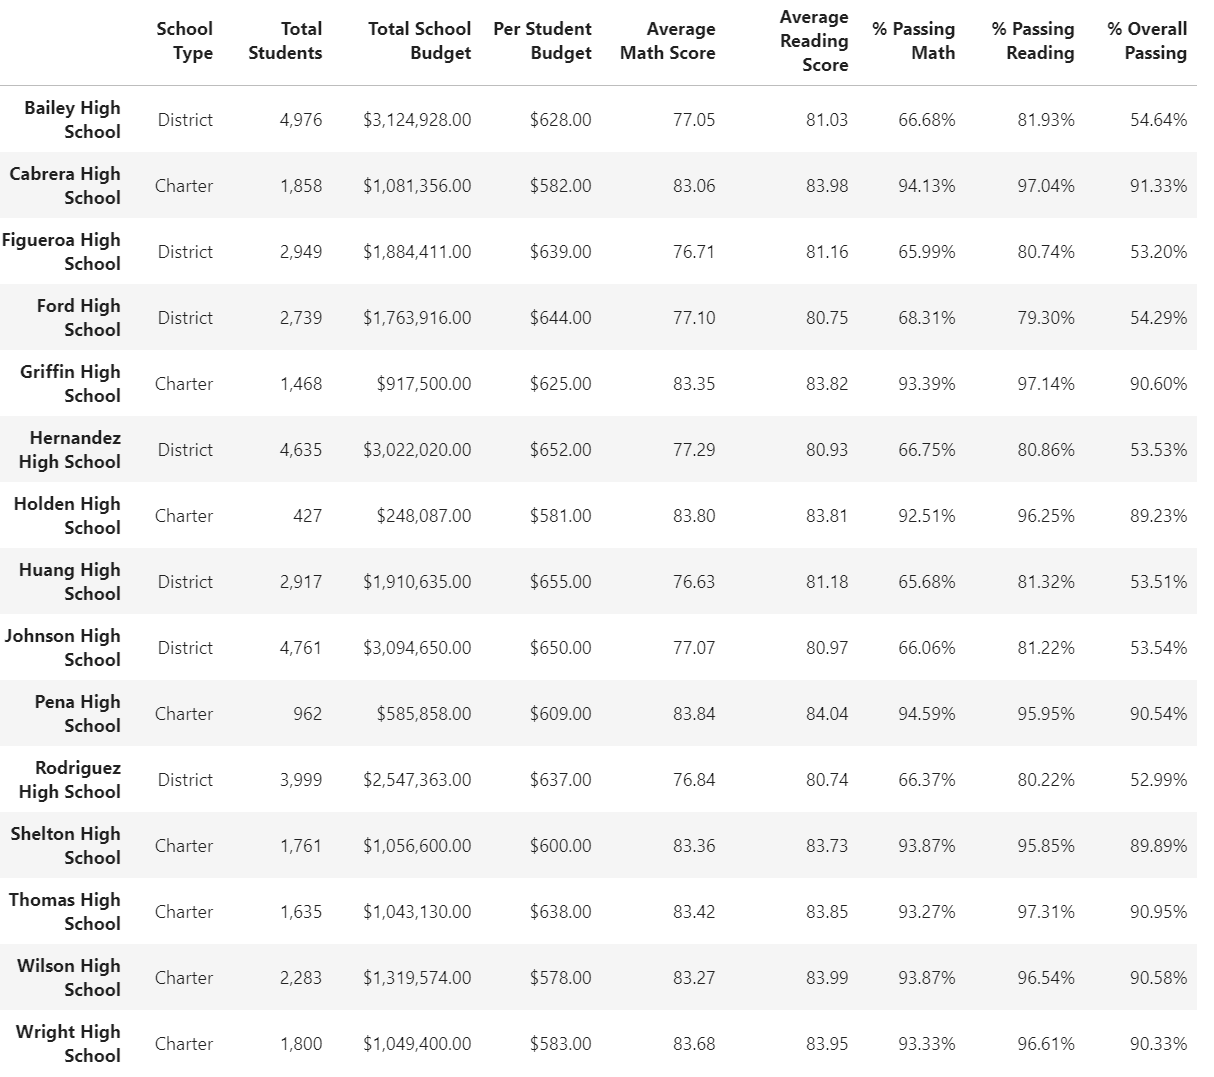 School Type Total Students Total School Budget Per Student Budget Average Math Score Average Reading Score % Passing Math % Passing Reading % Overall Passing
Bailey High School District 4,976 $3,124,928.00 $628.00 77.05 81.03 66.68% 81.93% 54.64%
Cabrera High School Charter 1,858 $1,081,356.00 $582.00 83.06 83.98 94.13% 97.04% 91.33%
Figueroa High School District 2,949 $1,884,411.00 $639.00 76.71 81.16 65.99% 80.74% 53.20%
Ford High School District 2,739 $1,763,916.00 $644.00 77.10 80.75 68.31% 79.30% 54.29%
Griffin High School Charter 1,468 $917,500.00 $625.00 83.35 83.82 93.39% 97.14% 90.60%
Hernandez High School District 4,635 $3,022,020.00 $652.00 77.29 80.93 66.75% 80.86% 53.53%
Holden High School Charter 427 $248,087.00 $581.00 83.80 83.81 92.51% 96.25% 89.23%
Huang High School District 2,917 $1,910,635.00 $655.00 76.63 81.18 65.68% 81.32% 53.51%
Johnson High School District 4,761 $3,094,650.00 $650.00 77.07 80.97 66.06% 81.22% 53.54%
Pena High School Charter 962 $585,858.00 $609.00 83.84 84.04 94.59% 95.95% 90.54%
Rodriguez High School District 3,999 $2,547,363.00 $637.00 76.84 80.74 66.37% 80.22% 52.99%
Shelton High School Charter 1,761 $1,056,600.00 $600.00 83.36 83.73 93.87% 95.85% 89.89%
Thomas High School Charter 1,635 $1,043,130.00 $638.00 83.42 83.85 93.27% 97.31% 90.95%
Wilson High School Charter 2,283 $1,319,574.00 $578.00 83.27 83.99 93.87% 96.54% 90.58%
Wright High School Charter 1,800 $1,049,400.00 $583.00 83.68 83.95 93.33% 96.61% 90.33%